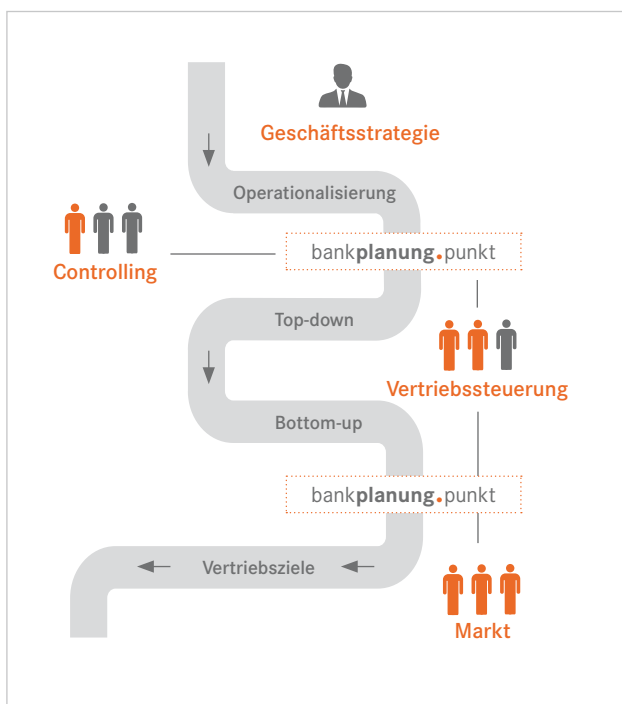 Geschäftsstrategie
Operationalisierung
bankplanung.punkt
Controlling
Top-down
Vertriebssteuerung
Bottom-up
bankplanung.punkt
Vertriebsziele
Markt